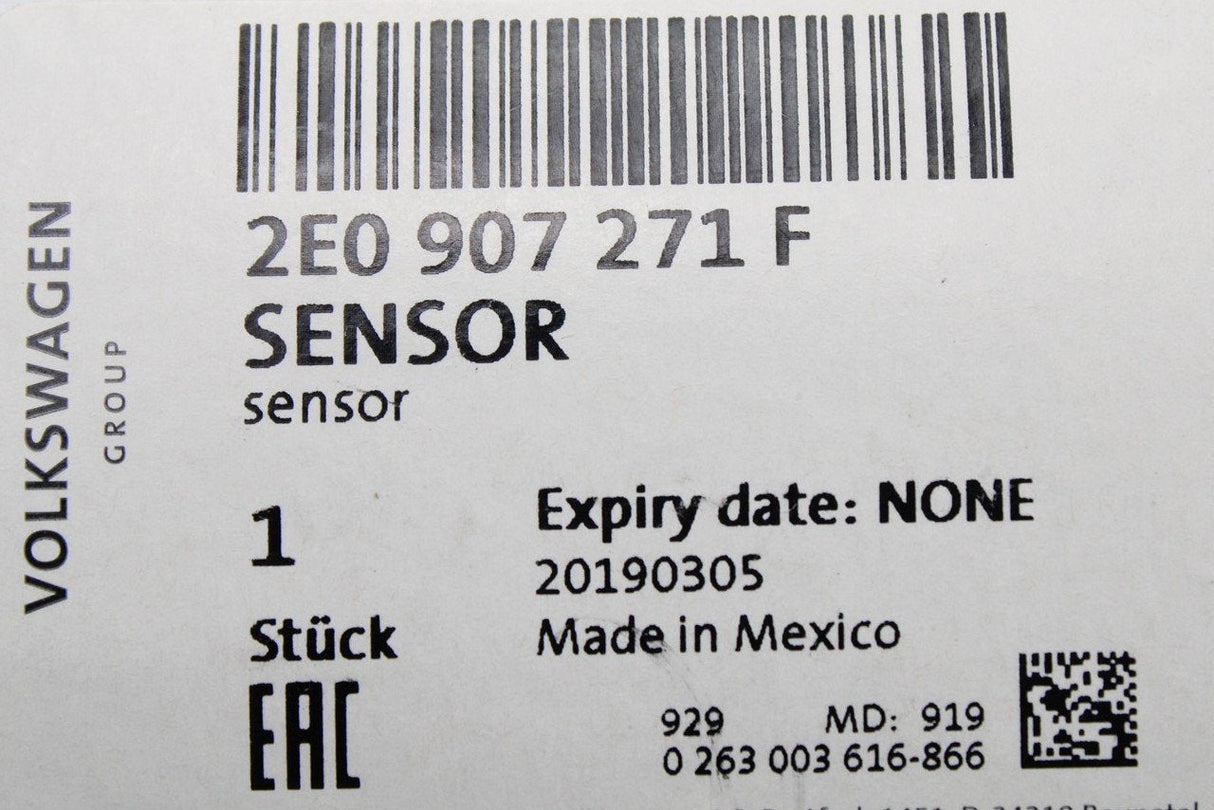 VOLKSWAGEN
GROUP
2E0 907 271 F
SENSOR
sensor
1
Stück
EAC
Expiry date: NONE
20190305
Made in Mexico
929 MD: 919
0 263 003 616-866